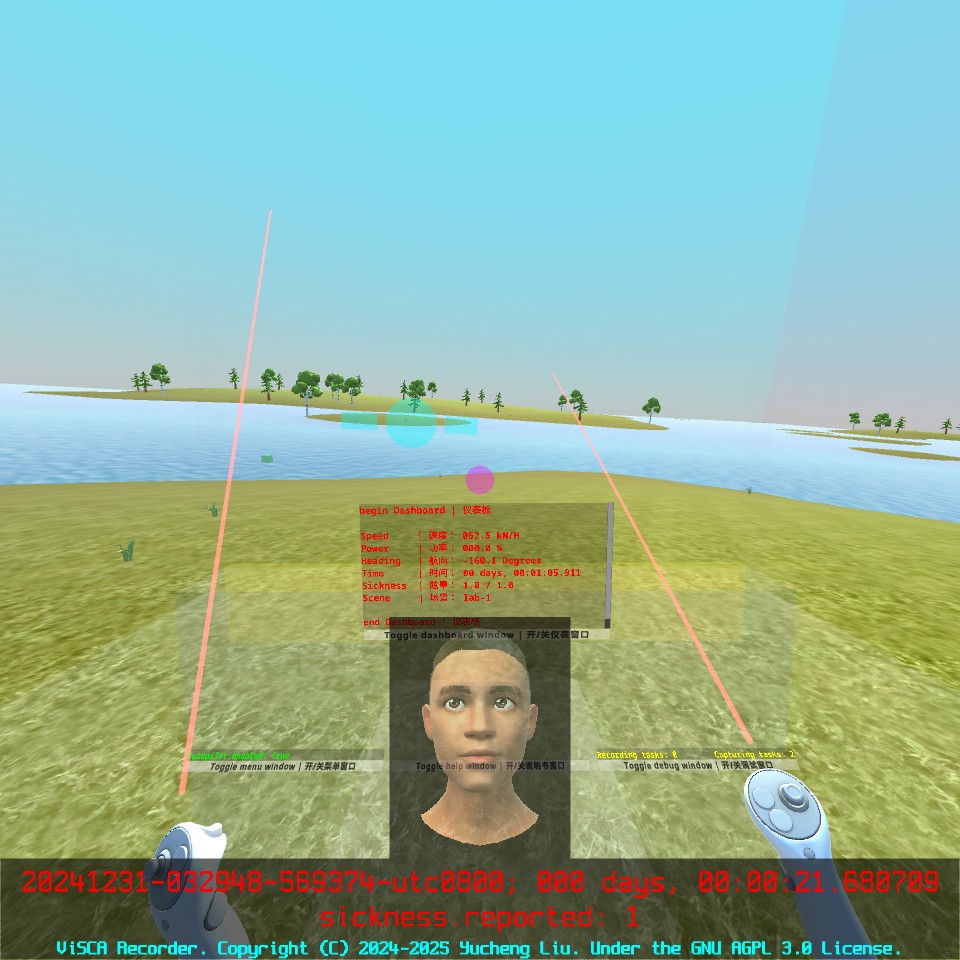 begin Dashboard | 仪表板
Speed | 速度: 052.5 kM/H
Power | 功率: 000.0 %
Heading | 航向: -160.1 Degrees
Time | 时间: 00 days, 00:01:05.911
Sickness | 眩晕: 1.0 / 1.0
Scene | 场景: lab-1
end Dashboard | 仪表板
Toggle dashboard window | 开/关仪表窗口
Recording tasks: 0 Capturing tasks: 2
Toggle menu window | 开/关菜单窗口
Toggle help window | 开/关说明书窗口
Toggle debug window | 开/关调试窗口
20241231-032948-569374-utc0800; 000 days, 00:00:21.680709
sickness.reported: 1
ViSCA Recorder. Copyright (C) 2024-2025 Yucheng Liu. Under the GNU AGPL 3.0 License.